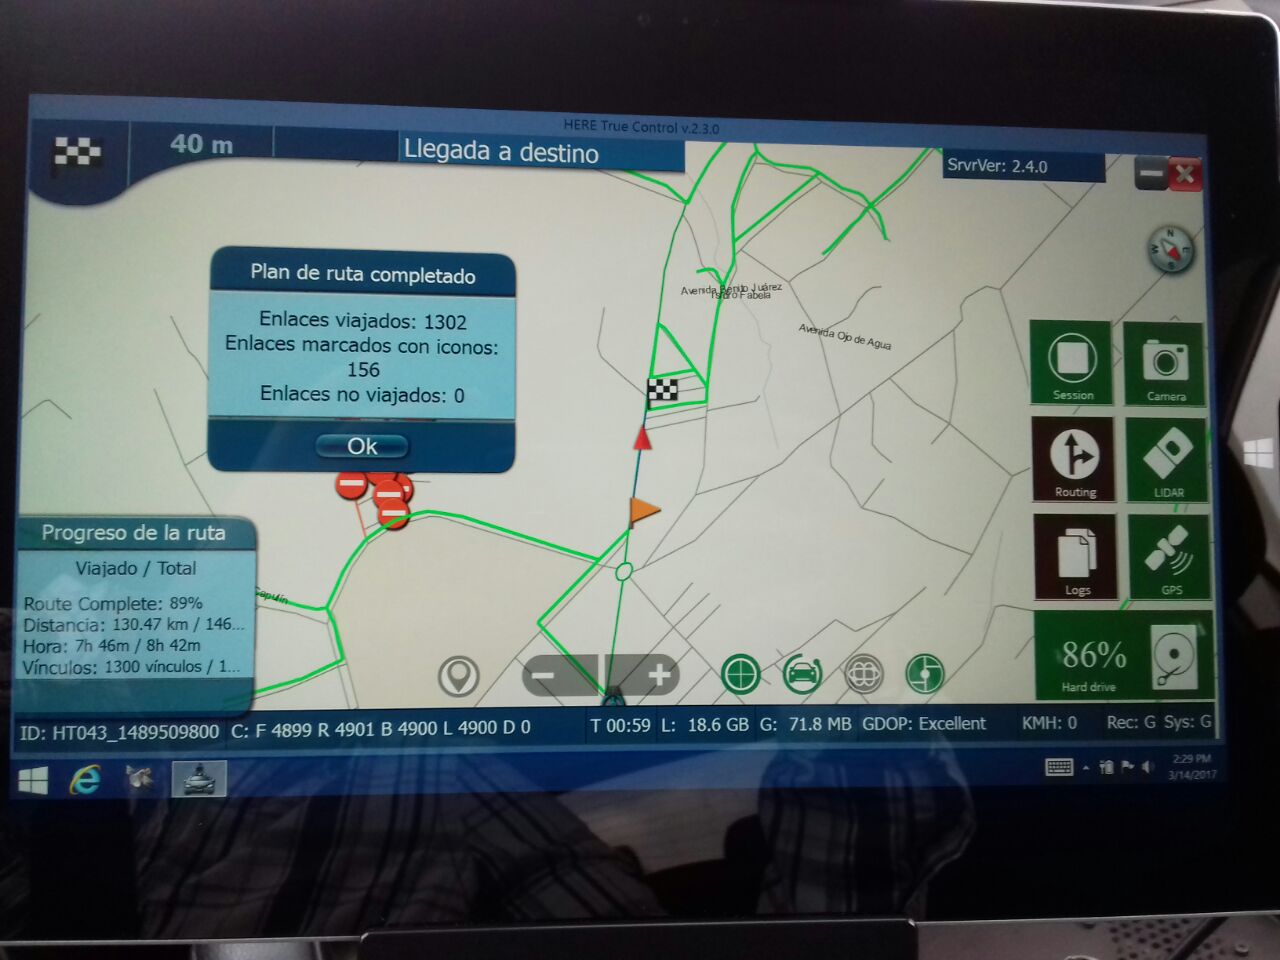 HERE True Control v.2.3.0
40 m
Llegada a destino
SrvrVer: 2.4.0
N
W E
S
Plan de ruta completado
Enlaces viajados: 1302
Enlaces marcados con iconos:
156
Enlaces no viajados: 0
Ok
Avenida Benito Juárez
Isidro Fabela
Avenida Ojo de Agua
Session
Camera
Routing
LIDAR
Logs
GPS
86%
Hard drive
Progreso de la ruta
Viajado / Total
Route Complete: 89%
Distancia: 130.47 km / 146...
Hora: 7h 46m / 8h 42m
Vínculos: 1300 vínculos / 1...
ID: HT043_1489509800 C: F 4899 R 4901 B 4900 L 4900 D 0 T 00:59 L: 18.6 GB G: 71.8 MB GDOP: Excellent KMH: 0 Rec: G Sys: G
2:29 PM
3/14/2017